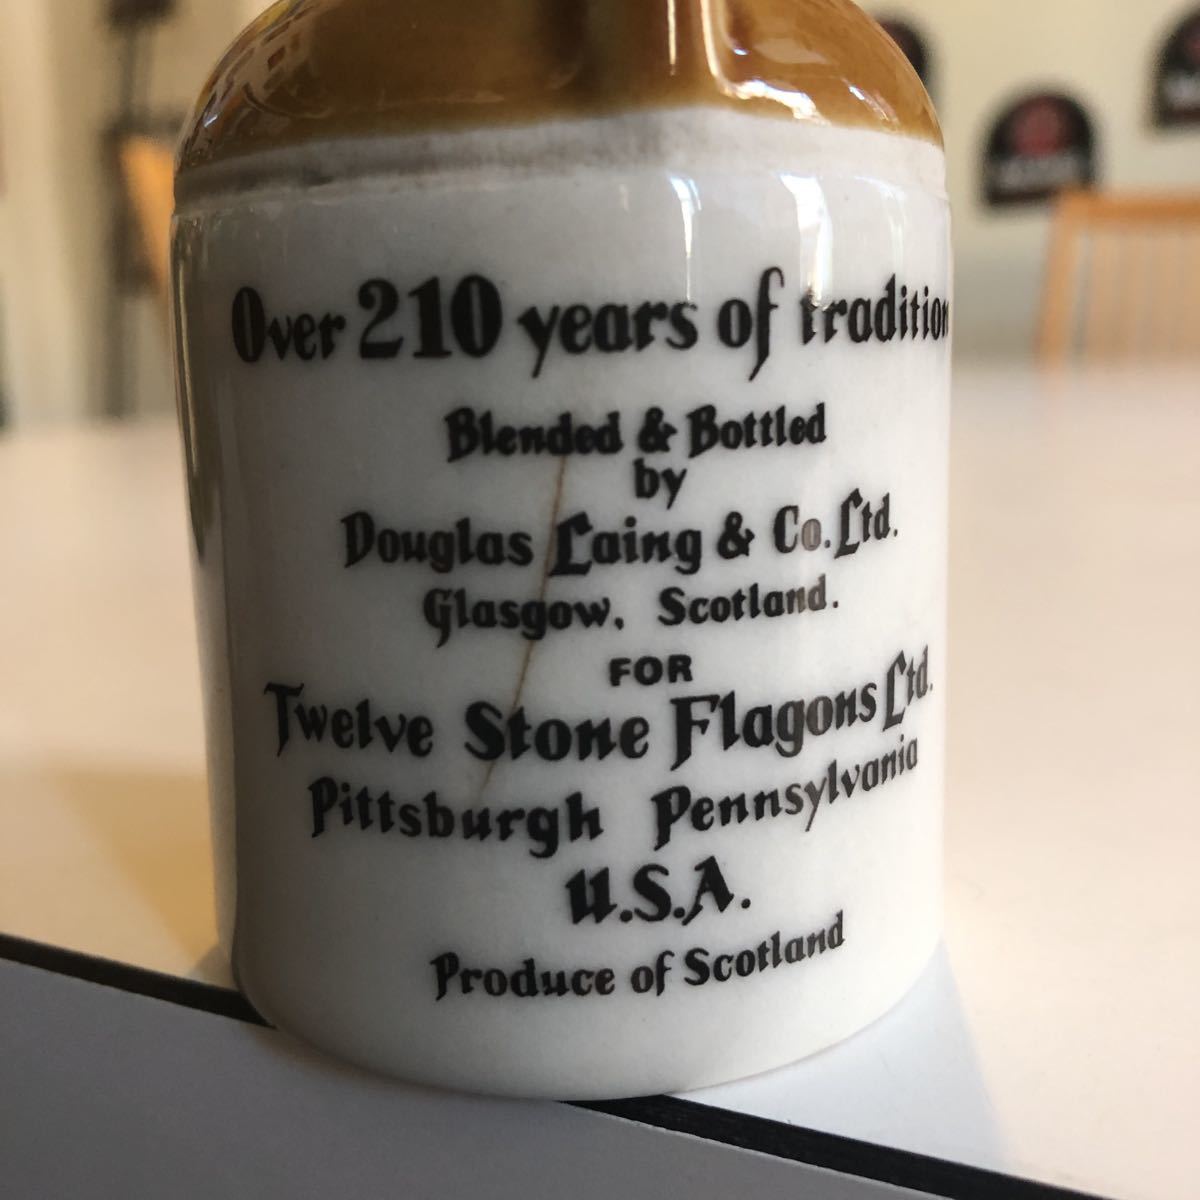 Over 210 years of tradition
Blended & Bottled
by
Douglas Laing & Co. Ltd.
Glasgow, Scotland.
FOR
Twelve Stone Flagons Ltd.
Pittsburgh Pennsylvania
U.S.A.
Produce of Scotland